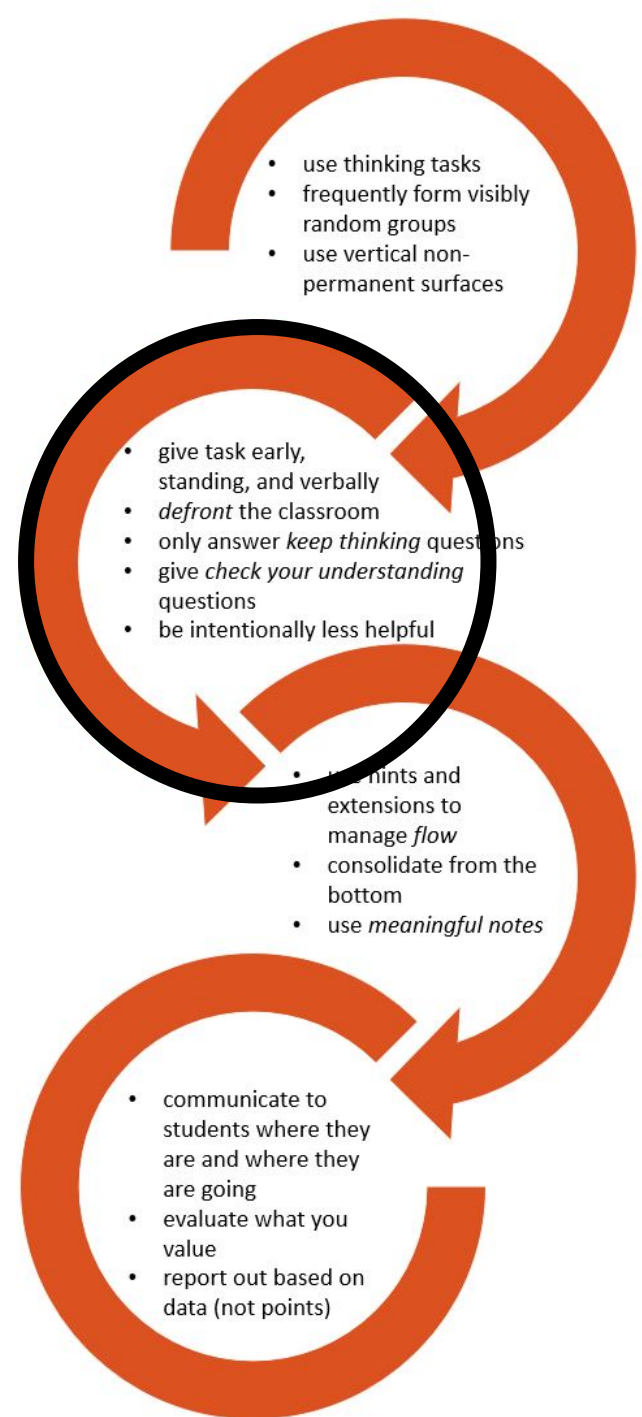 • use thinking tasks
• frequently form visibly
random groups
• use vertical non-
permanent surfaces
• give task early,
standing, and verbally
• defront the classroom
• only answer keep thinking questions
• give check your understanding
questions
• be intentionally less helpful
• use hints and
extensions to
manage flow
• consolidate from the
bottom
• use meaningful notes
• communicate to
students where they
are and where they
are going
• evaluate what you
value
• report out based on
data (not points)